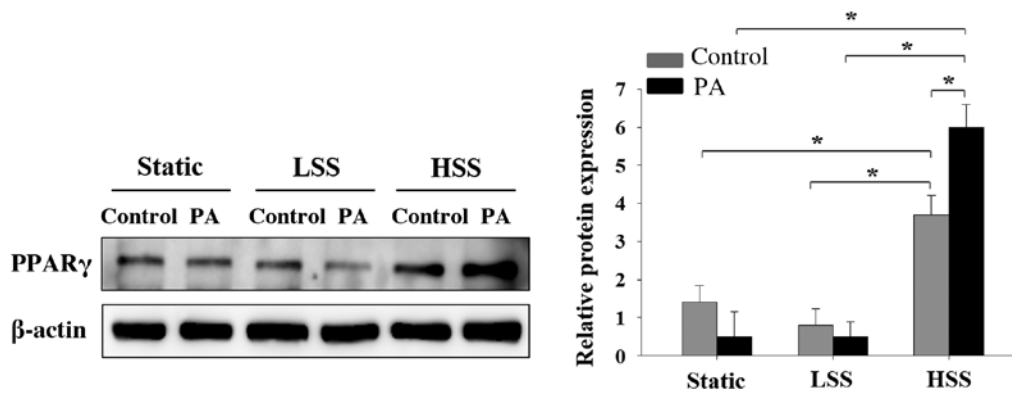 Static LSS HSS
Control PA Control PA Control PA
PPARγ
β-actin
*
*
Control
PA
*
*
*
Relative protein expression
7
6
5
4
3
2
1
0
Static LSS HSS